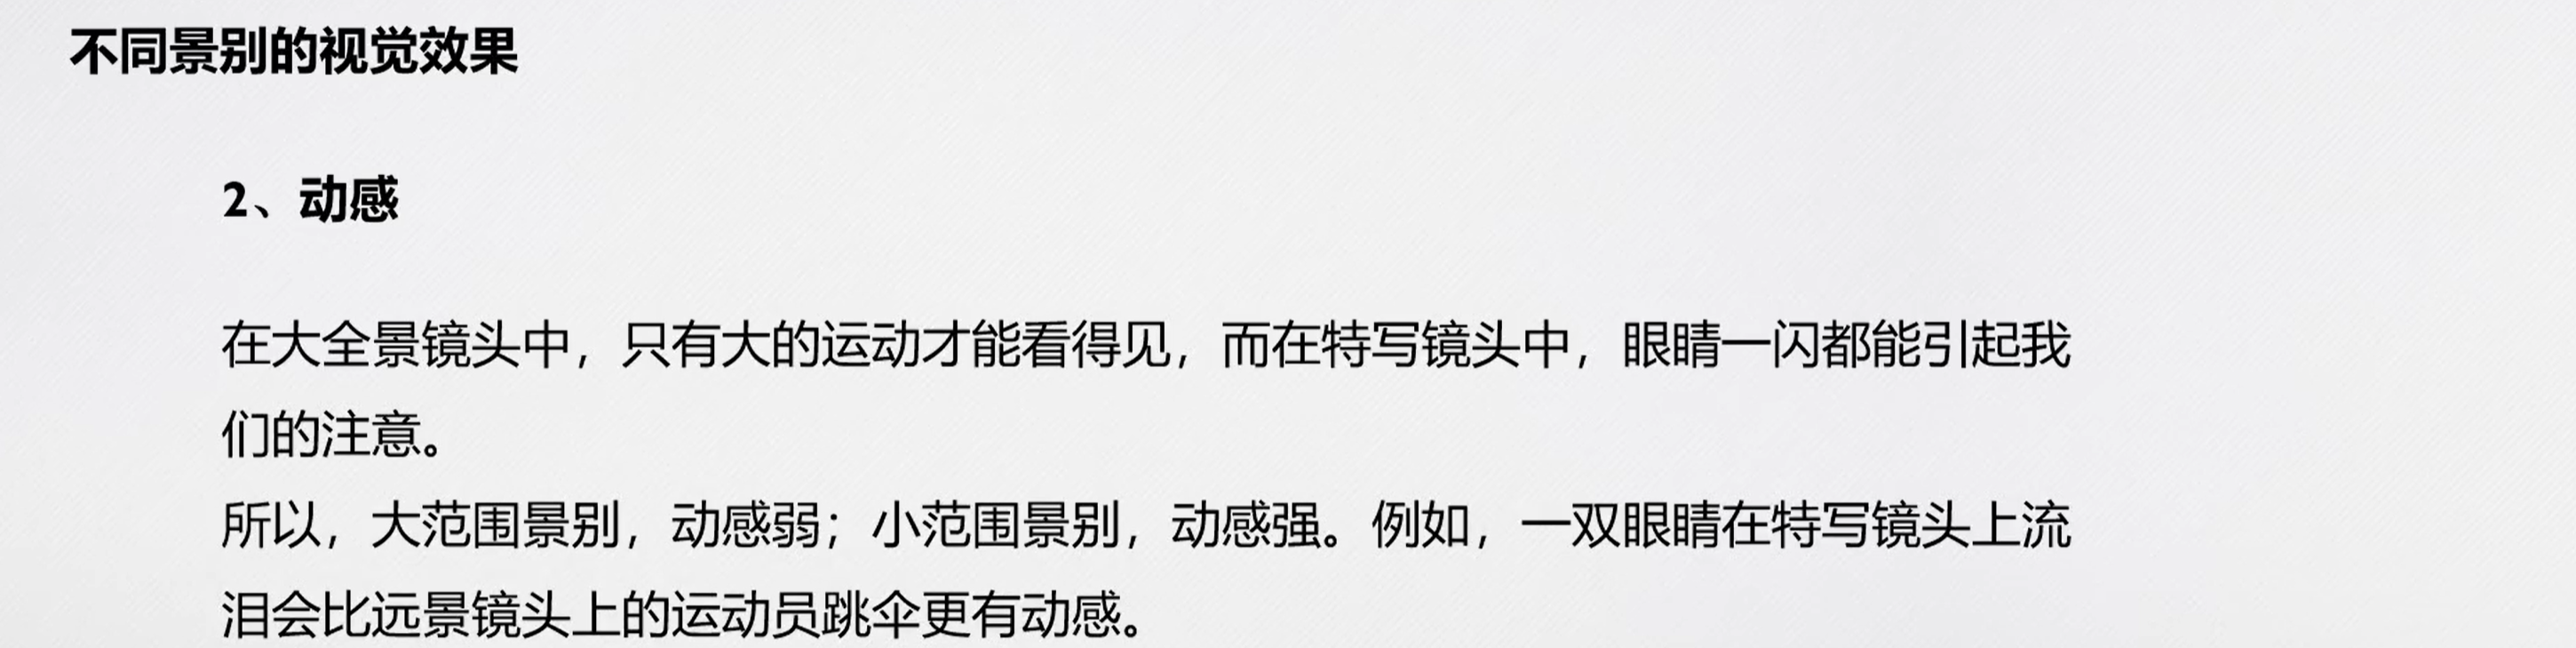 不同景别的视觉效果
2、动感
在大全景镜头中，只有大的运动才能看得见，而在特写镜头中，眼睛一闪都能引起我
们的注意。
所以，大范围景别，动感弱；小范围景别，动感强。例如，一双眼睛在特写镜头上流
泪会比远景镜头上的运动员跳伞更有动感。